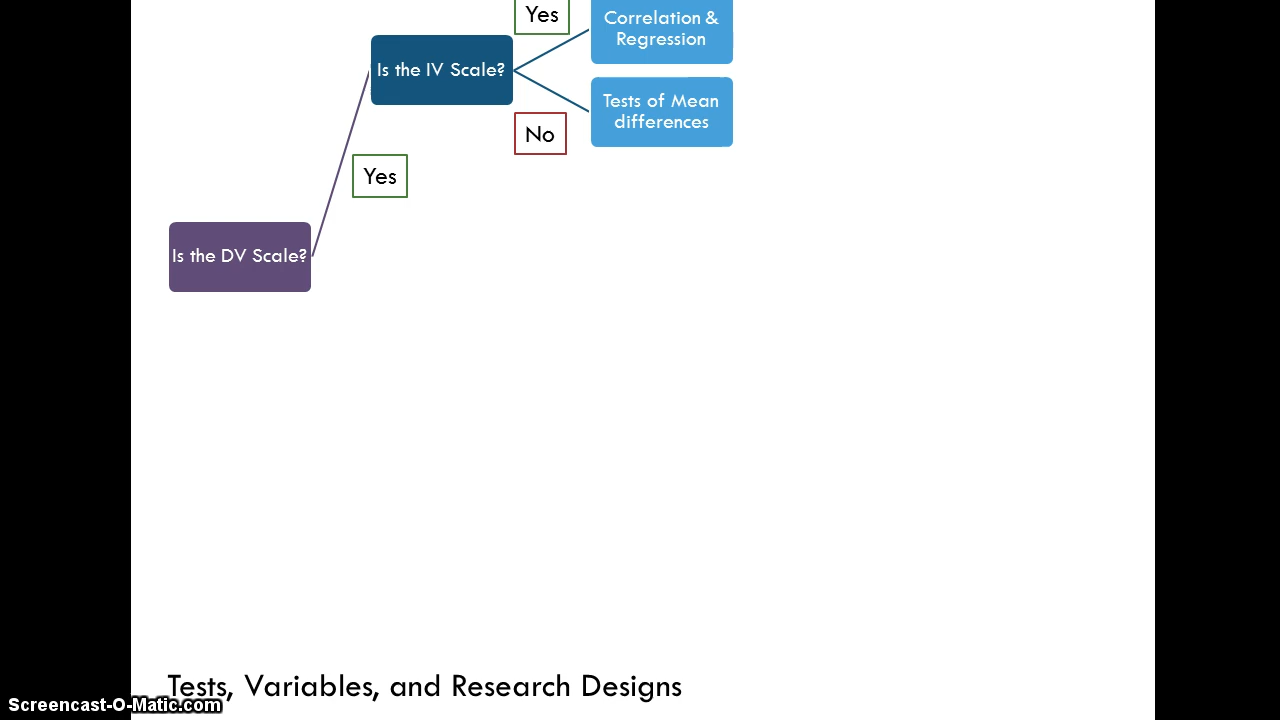 Yes
Correlation &
Regression
Is the IV Scale?
Tests of Mean
differences
No
Yes
Is the DV Scale?
Tests, Variables, and Research Designs
Screencast-O-Matic.com